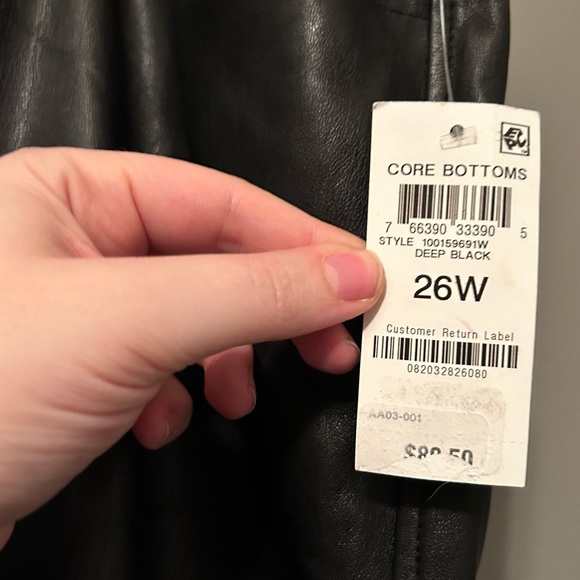 CORE BOTTOMS
7 66390 33390 5
STYLE 100159691W
DEEP BLACK
26W
Customer Return Label
082032826080
AA03-001